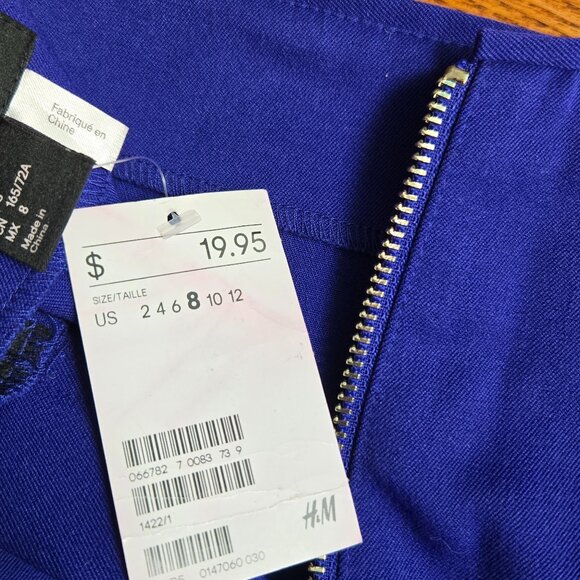 Fabriqué en
Chine
CN 165/72A
MX 8
Made in
China
$ 19.95
SIZE/TAILLE
US 2 4 6 8 10 12
066782 7 0083 73 9
1422/1
H&M
0147060 030